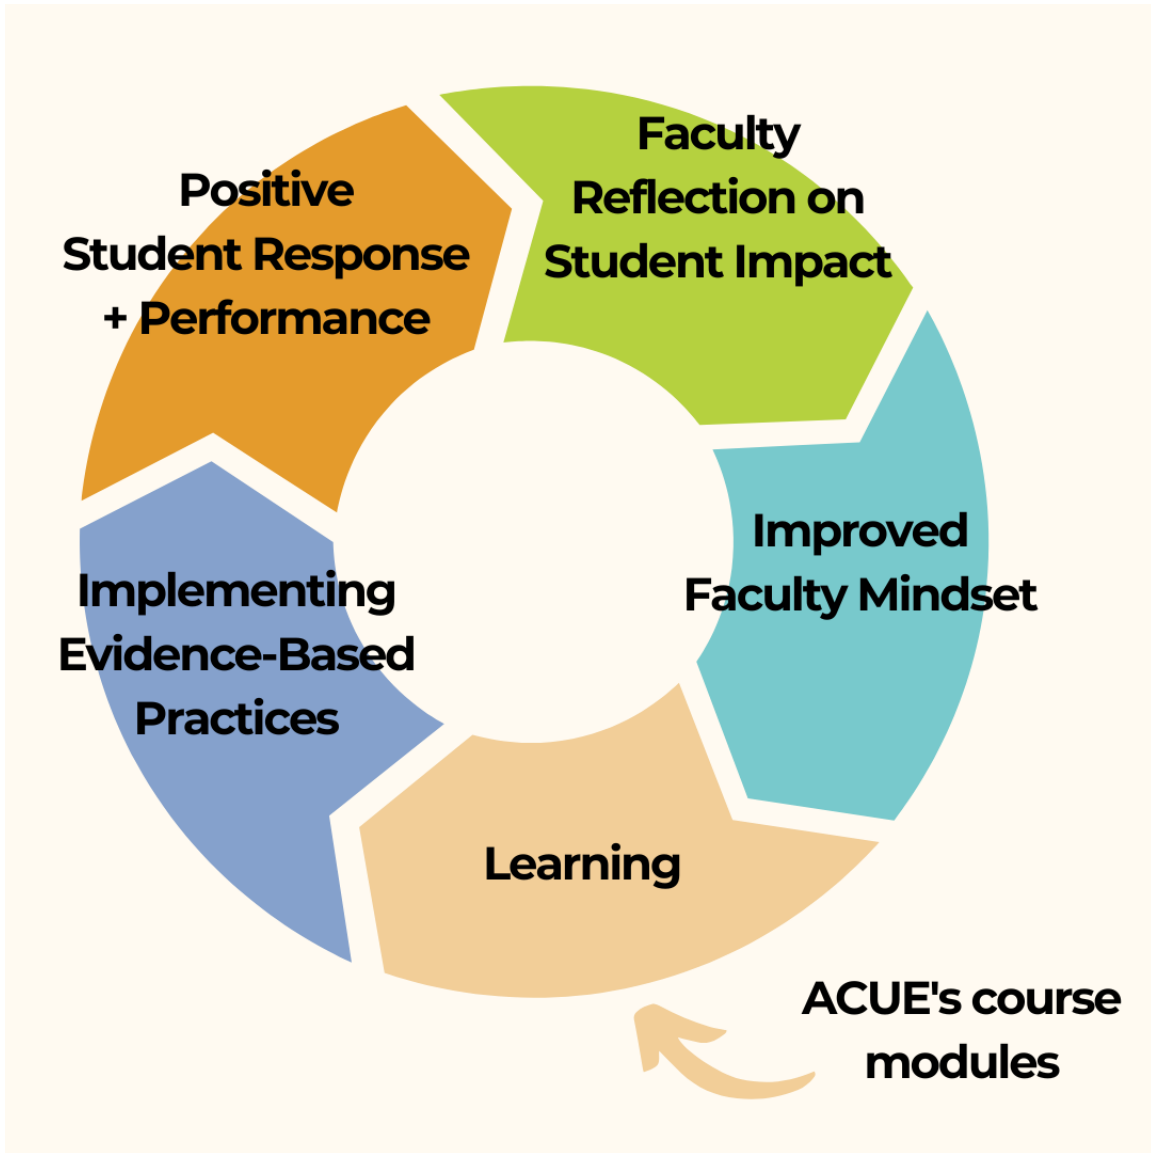 Faculty
Reflection on
Student Impact
Improved
Faculty Mindset
Learning
Implementing
Evidence-Based
Practices
Positive
Student Response
+ Performance
ACUE's course
modules